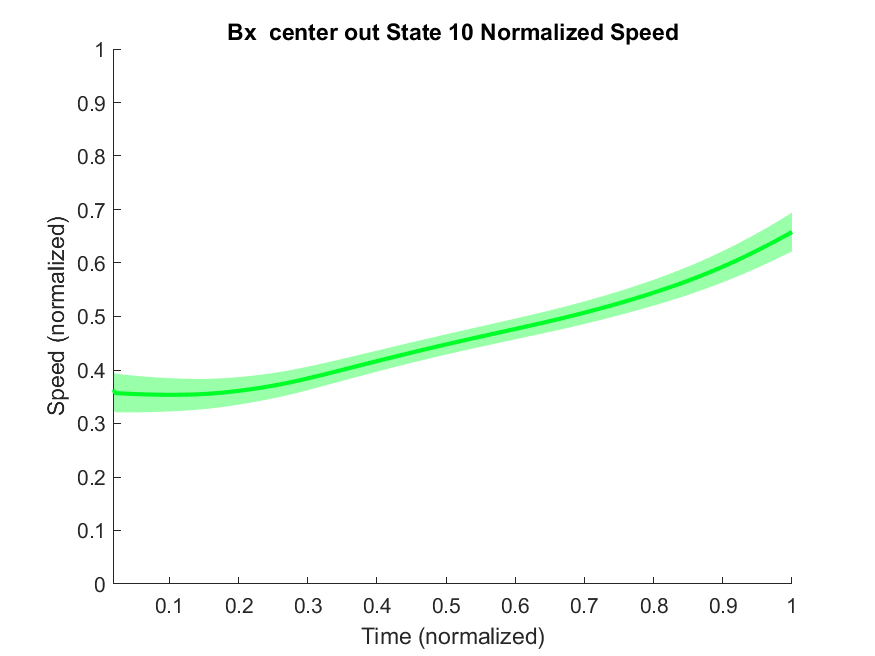 Bx  center out State 10 Normalized Speed
1
0.9
0.8
0.7
0.6
0.5
0.4
0.3
0.2
0.1
0
Speed (normalized)
0.1 0.2 0.3 0.4 0.5 0.6 0.7 0.8 0.9 1
Time (normalized)